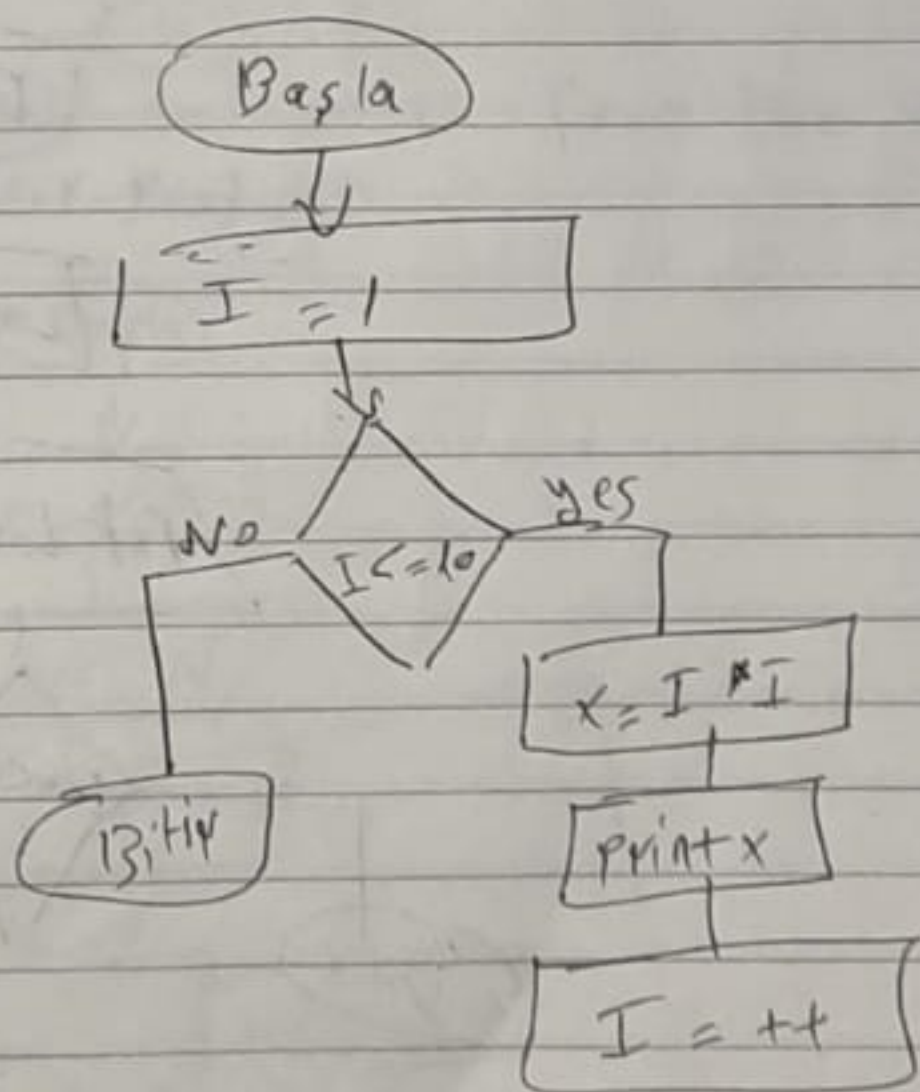 Başla
I = 1
No
yes
I <= 10
x = I * I
Bitir
print x
I = ++